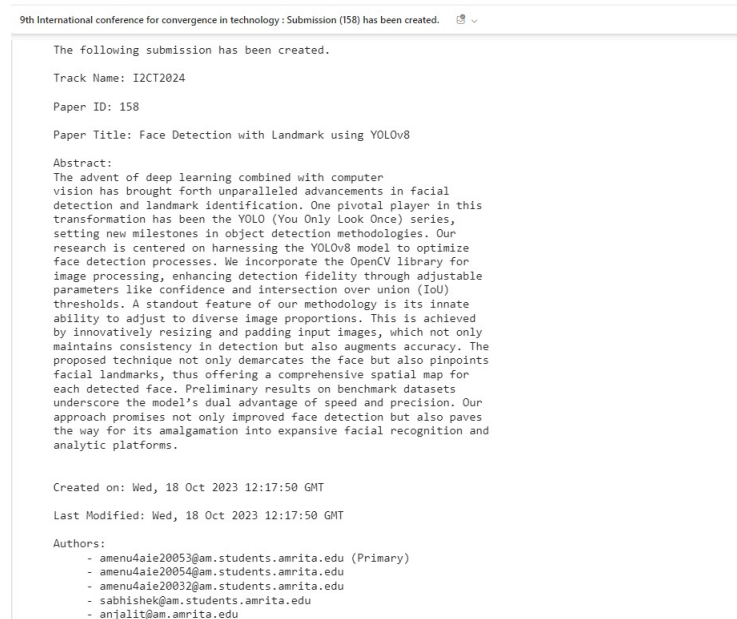 9th International conference for convergence in technology : Submission (158) has been created.
The following submission has been created.
Track Name: I2CT2024
Paper ID: 158
Paper Title: Face Detection with Landmark using YOLOv8
Abstract:
The advent of deep learning combined with computer
vision has brought forth unparalleled advancements in facial
detection and landmark identification. One pivotal player in this
transformation has been the YOLO (You Only Look Once) series,
setting new milestones in object detection methodologies. Our
research is centered on harnessing the YOLOv8 model to optimize
face detection processes. We incorporate the OpenCV library for
image processing, enhancing detection fidelity through adjustable
parameters like confidence and intersection over union (IoU)
thresholds. A standout feature of our methodology is its innate
ability to adjust to diverse image proportions. This is achieved
by innovatively resizing and padding input images, which not only
maintains consistency in detection but also augments accuracy. The
proposed technique not only demarcates the face but also pinpoints
facial landmarks, thus offering a comprehensive spatial map for
each detected face. Preliminary results on benchmark datasets
underscore the model’s dual advantage of speed and precision. Our
approach promises not only improved face detection but also paves
the way for its amalgamation into expansive facial recognition and
analytic platforms.
Created on: Wed, 18 Oct 2023 12:17:50 GMT
Last Modified: Wed, 18 Oct 2023 12:17:50 GMT
Authors:
- amenu4aie20053@am.students.amrita.edu (Primary)
- amenu4aie20054@am.students.amrita.edu
- amenu4aie20032@am.students.amrita.edu
- sabhishek@am.students.amrita.edu
- anjalit@am.amrita.edu